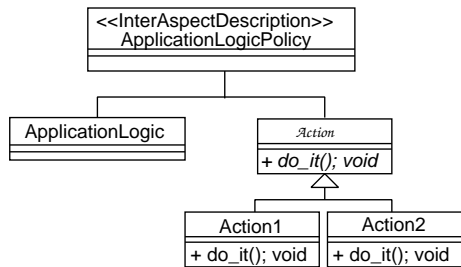 <<InterAspectDescription>>
ApplicationLogicPolicy
ApplicationLogic
Action
+ do_it(); void
Action1
+ do_it(); void
Action2
+ do_it(); void